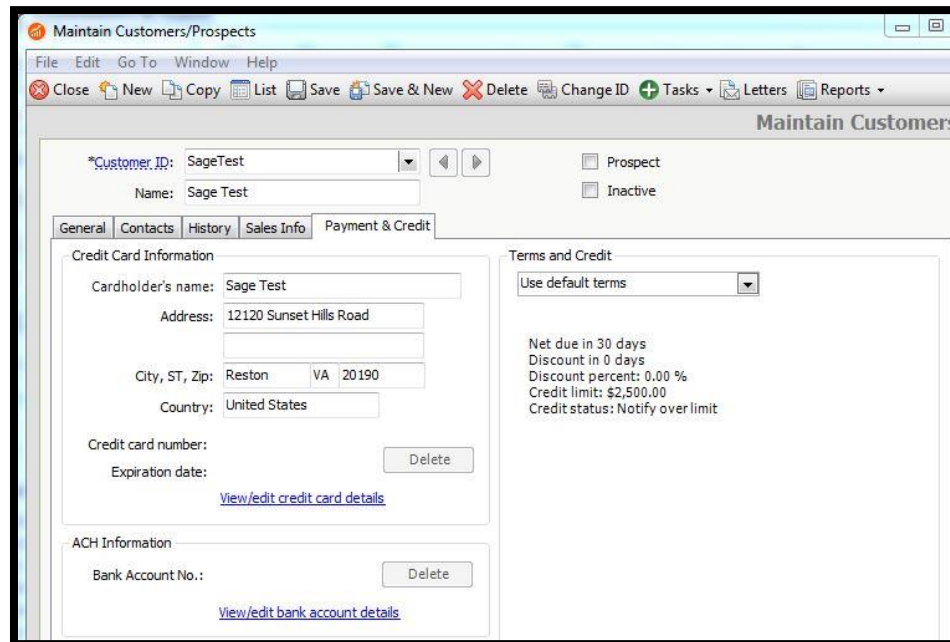 Maintain Customers/Prospects
File Edit Go To Window Help
Close New Copy List Save Save & New Delete Change ID Tasks Letters Reports
Maintain Customers
*Customer ID: SageTest
Prospect
Name: Sage Test
Inactive
General Contacts History Sales Info Payment & Credit
Credit Card Information
Cardholder's name: Sage Test
Address: 12120 Sunset Hills Road
City, ST, Zip: Reston VA 20190
Country: United States
Credit card number:
Expiration date:
Delete
View/edit credit card details
ACH Information
Bank Account No.: Delete
View/edit bank account details
Terms and Credit
Use default terms
Net due in 30 days
Discount in 0 days
Discount percent: 0.00 %
Credit limit: $2,500.00
Credit status: Notify over limit